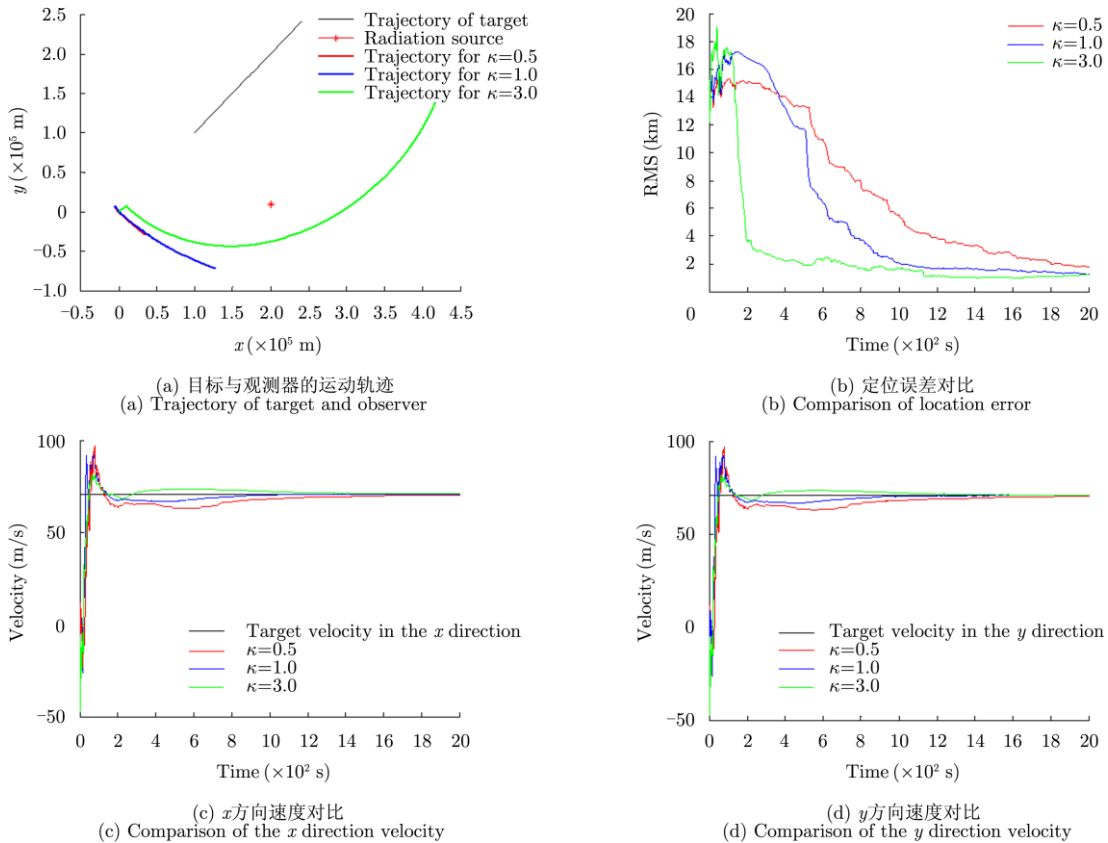 2.5
2.0
1.5
1.0
0.5
0
−0.5
−1.0
y (×10⁵ m)
Trajectory of target
Radiation source
Trajectory for κ=0.5
Trajectory for κ=1.0
Trajectory for κ=3.0
−0.5 0 0.5 1.0 1.5 2.0 2.5 3.0 3.5 4.0 4.5
x (×10⁵ m)
(a) 目标与观测器的运动轨迹
(a) Trajectory of target and observer
20
18
16
14
12
10
8
6
4
2
RMS (km)
κ=0.5
κ=1.0
κ=3.0
0 2 4 6 8 10 12 14 16 18 20
Time (×10² s)
(b) 定位误差对比
(b) Comparison of location error
100
50
0
−50
Velocity (m/s)
Target velocity in the x direction
κ=0.5
κ=1.0
κ=3.0
0 2 4 6 8 10 12 14 16 18 20
Time (×10² s)
(c) x方向速度对比
(c) Comparison of the x direction velocity
100
50
0
−50
Velocity (m/s)
Target velocity in the y direction
κ=0.5
κ=1.0
κ=3.0
0 2 4 6 8 10 12 14 16 18 20
Time (×10² s)
(d) y方向速度对比
(d) Comparison of the y direction velocity